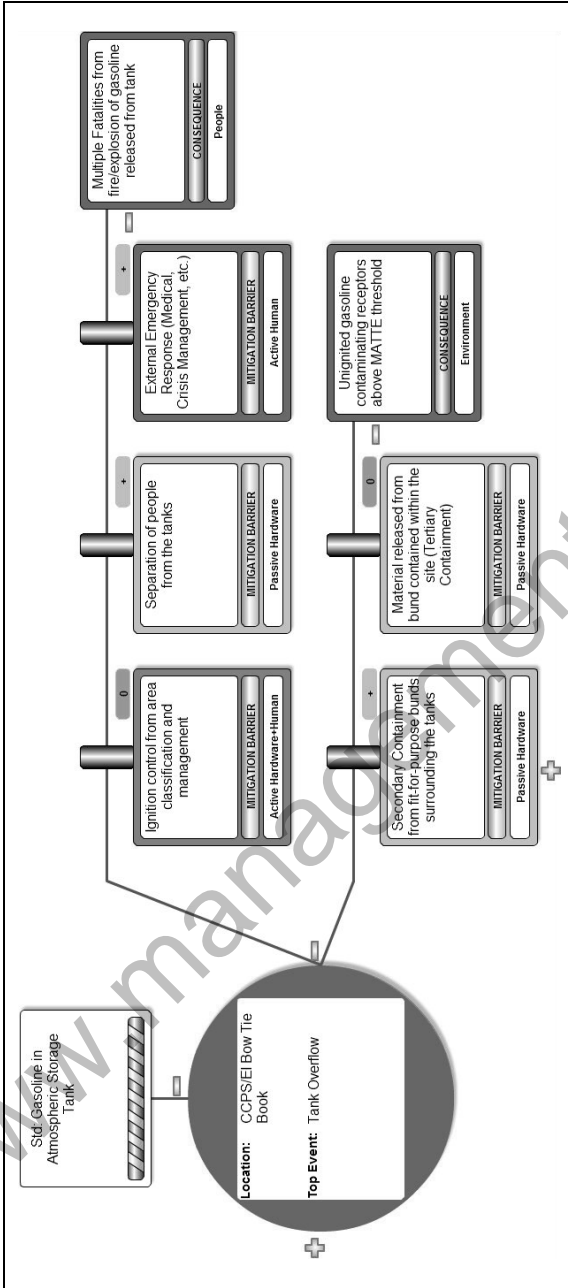 Std: Gasoline in
Atmospheric Storage
Tank
Location: CCPS/EI Bow Tie
Book
Top Event: Tank Overflow
0
Ignition control from area
classification and
management
MITIGATION BARRIER
Active Hardware+Human
+
Separation of people
from the tanks
MITIGATION BARRIER
Passive Hardware
+
External Emergency
Response (Medical,
Crisis Management, etc.)
MITIGATION BARRIER
Active Human
Multiple Fatalities from
fire/explosion of gasoline
released from tank
CONSEQUENCE
People
+
Secondary Containment
from fit-for-purpose bunds
surrounding the tanks
MITIGATION BARRIER
Passive Hardware
0
Material released from
bund contained within the
site (Tertiary
Containment)
MITIGATION BARRIER
Passive Hardware
Unignited gasoline
contaminating receptors
above MATTE threshold
CONSEQUENCE
Environment
www.management